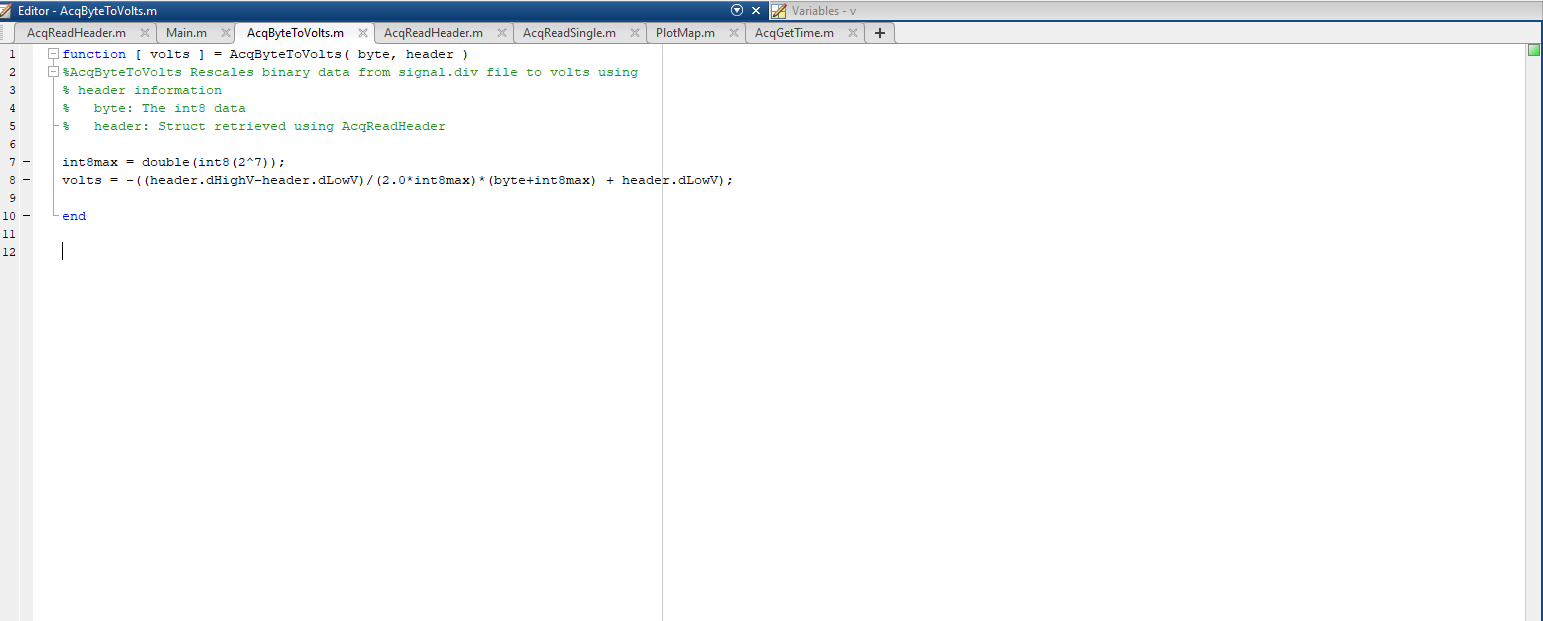 Editor - AcqByteToVolts.m
Variables - v
AcqReadHeader.m
Main.m
AcqByteToVolts.m
AcqReadHeader.m
AcqReadSingle.m
PlotMap.m
AcqGetTime.m
1 function [ volts ] = AcqByteToVolts( byte, header )
2 %AcqByteToVolts Rescales binary data from signal.div file to volts using
3 % header information
4 %   byte: The int8 data
5 %   header: Struct retrieved using AcqReadHeader
6
7 int8max = double(int8(2^7));
8 volts = -((header.dHighV-header.dLowV)/(2.0*int8max)*(byte+int8max) + header.dLowV);
9
10 end
11
12